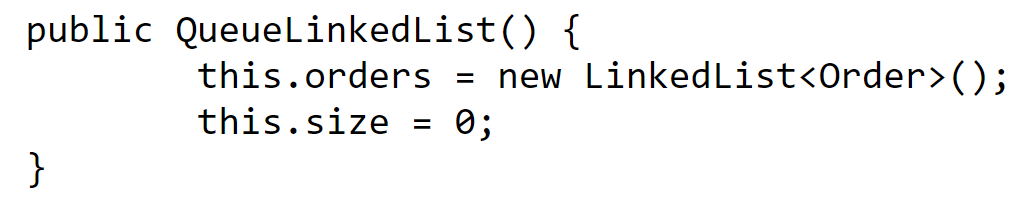 public QueueLinkedList() {
        this.orders = new LinkedList<Order>();
        this.size = 0;
}